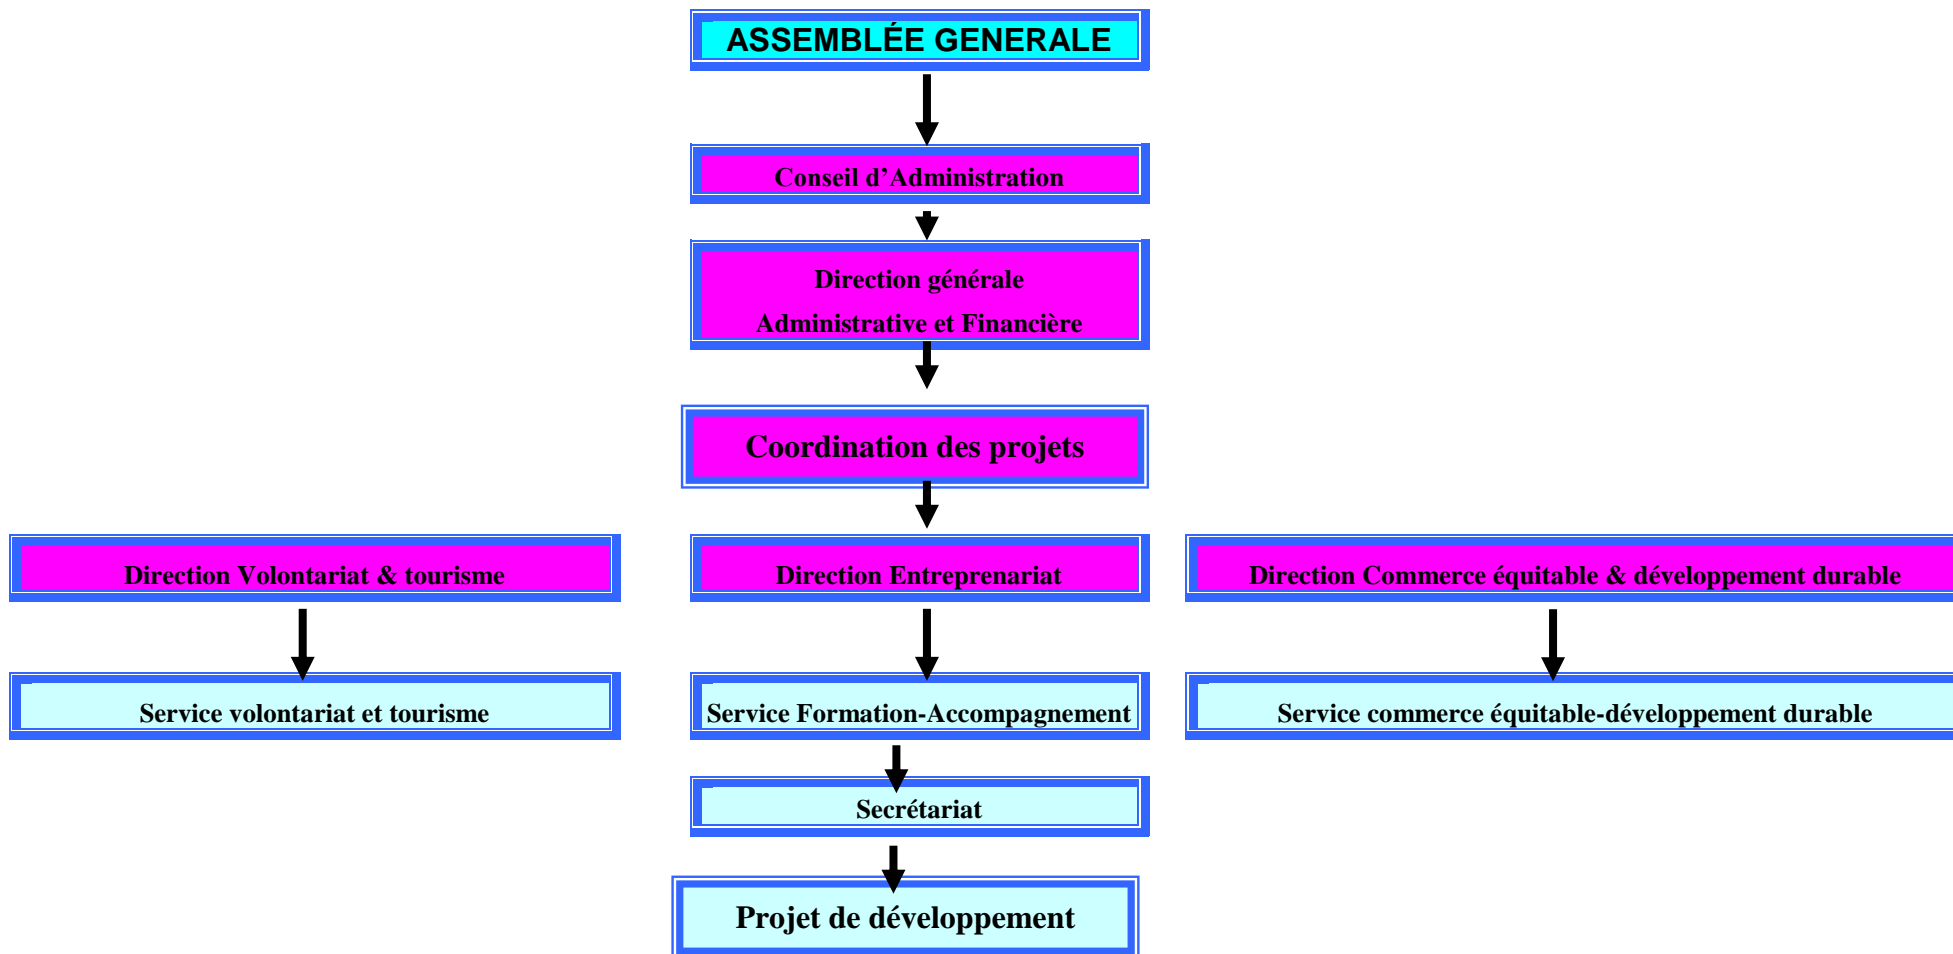 ASSEMBLÉE GENERALE
Conseil d’Administration
Direction générale
Administrative et Financière
Coordination des projets
Direction Volontariat & tourisme
Direction Entreprenariat
Direction Commerce équitable & développement durable
Service volontariat et tourisme
Service Formation-Accompagnement
Service commerce équitable-développement durable
Secrétariat
Projet de développement